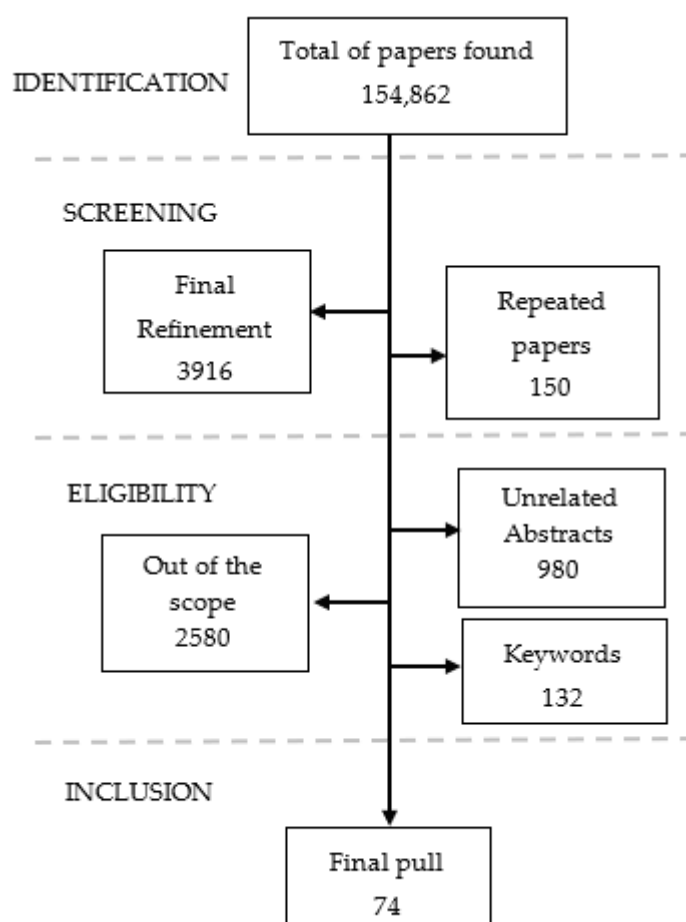 Total of papers found
154,862
IDENTIFICATION
SCREENING
Final
Refinement
3916
Repeated
papers
150
ELIGIBILITY
Unrelated
Abstracts
980
Out of the
scope
2580
Keywords
132
INCLUSION
Final pull
74